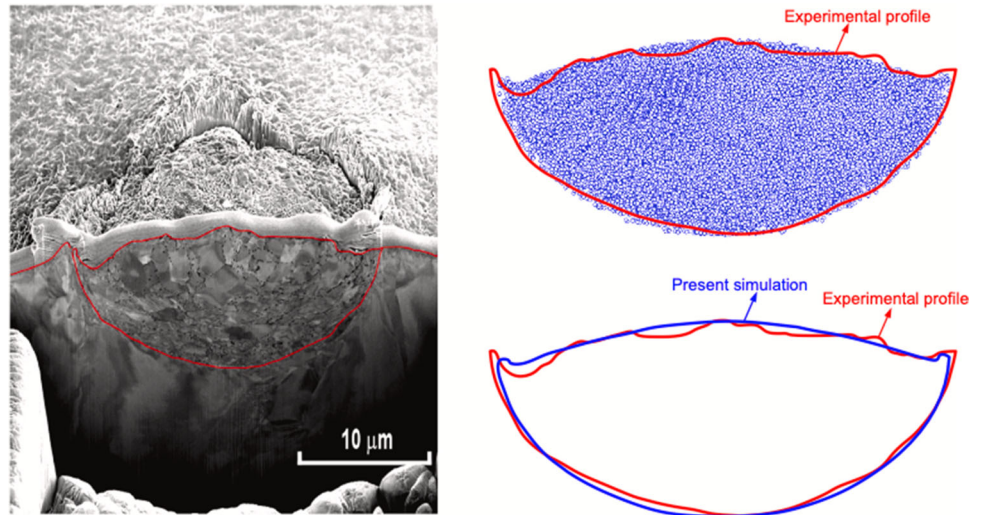 10 μm
Experimental profile
Present simulation
Experimental profile